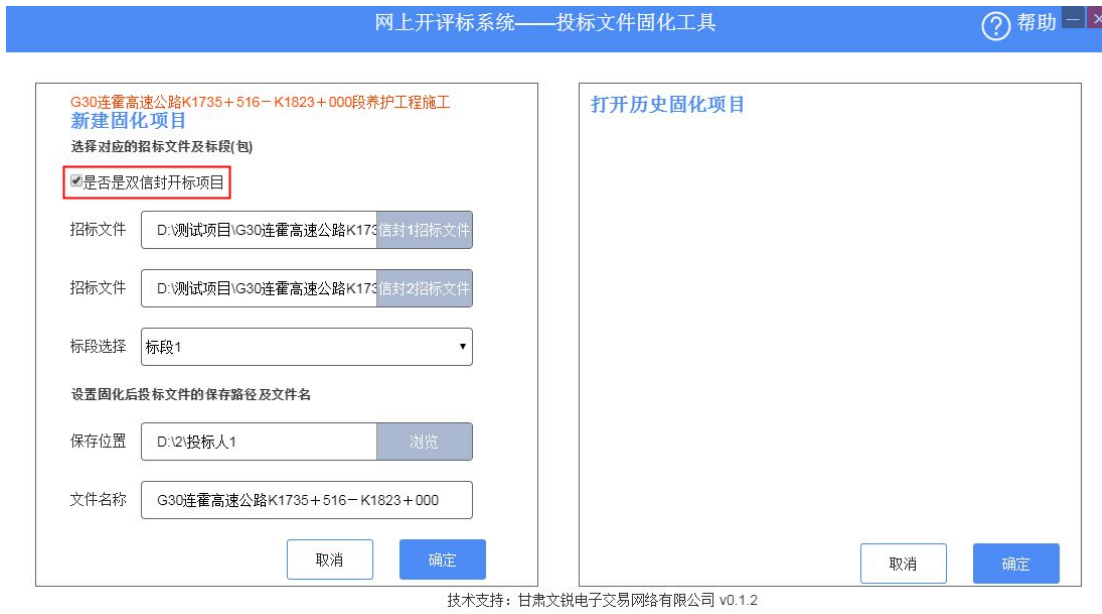 网上开评标系统——投标文件固化工具
? 帮助
G30连霍高速公路K1735＋516－K1823＋000段养护工程施工
新建固化项目
选择对应的招标文件及标段(包)
是否是双信封开标项目
招标文件 D:\测试项目\G30连霍高速公路K173 信封1招标文件
招标文件 D:\测试项目\G30连霍高速公路K173 信封2招标文件
标段选择 标段1
设置固化后投标文件的保存路径及文件名
保存位置 D:\2\投标人1 浏览
文件名称 G30连霍高速公路K1735＋516－K1823＋000
取消 确定
打开历史固化项目
取消 确定
技术支持：甘肃文锐电子交易网络有限公司 v0.1.2